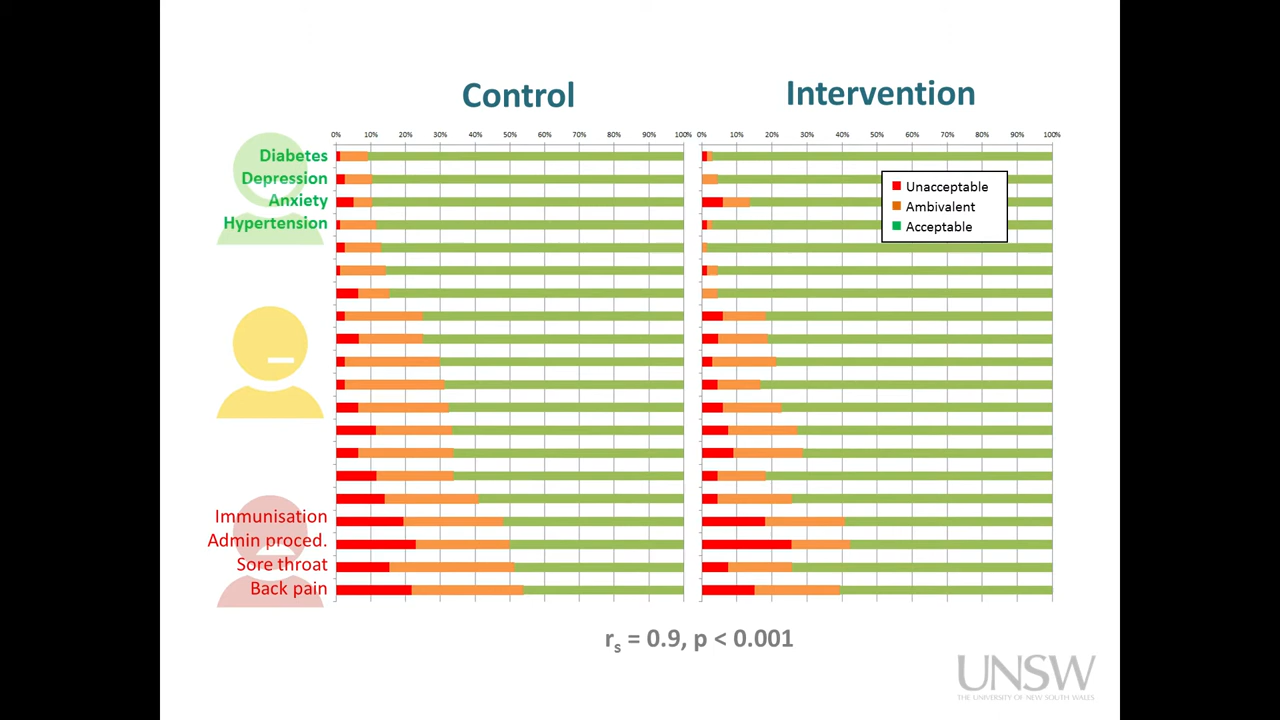 Control
Intervention
0% 10% 20% 30% 40% 50% 60% 70% 80% 90% 100%
0% 10% 20% 30% 40% 50% 60% 70% 80% 90% 100%
Diabetes
Depression
Anxiety
Hypertension
Unacceptable
Ambivalent
Acceptable
Immunisation
Admin proced.
Sore throat
Back pain
rs = 0.9, p < 0.001
UNSW
THE UNIVERSITY OF NEW SOUTH WALES